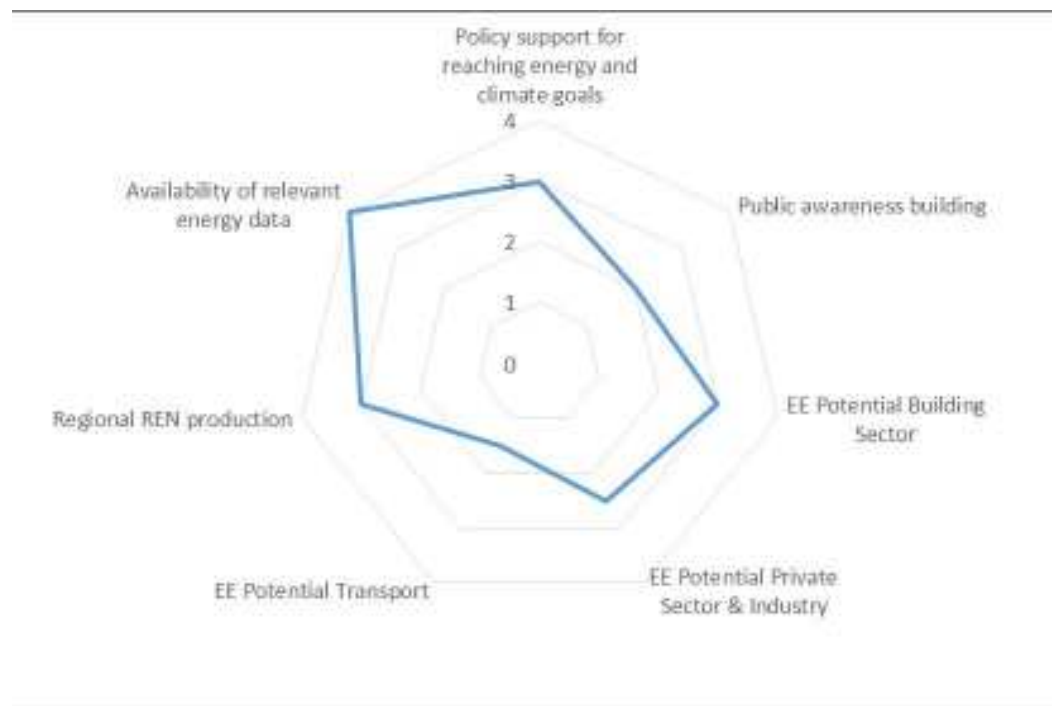 Policy support for
reaching energy and
climate goals
4
3
2
1
0
Public awareness building
EE Potential Building
Sector
EE Potential Private
Sector & Industry
EE Potential Transport
Regional REN production
Availability of relevant
energy data